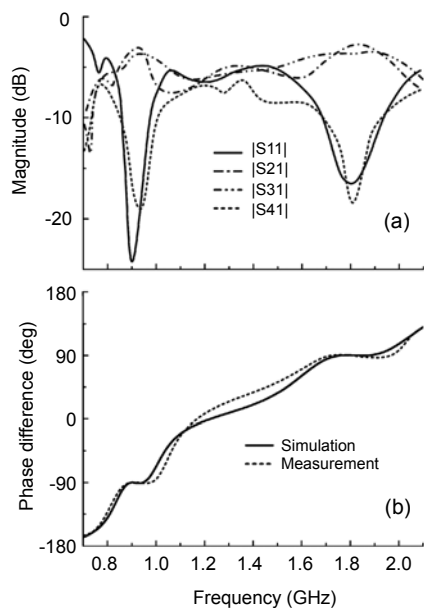 0
-10
-20
Magnitude (dB)
|S11|
|S21|
|S31|
|S41|
(a)
180
90
0
-90
-180
Phase difference (deg)
Simulation
Measurement
(b)
0.8 1.0 1.2 1.4 1.6 1.8 2.0
Frequency (GHz)